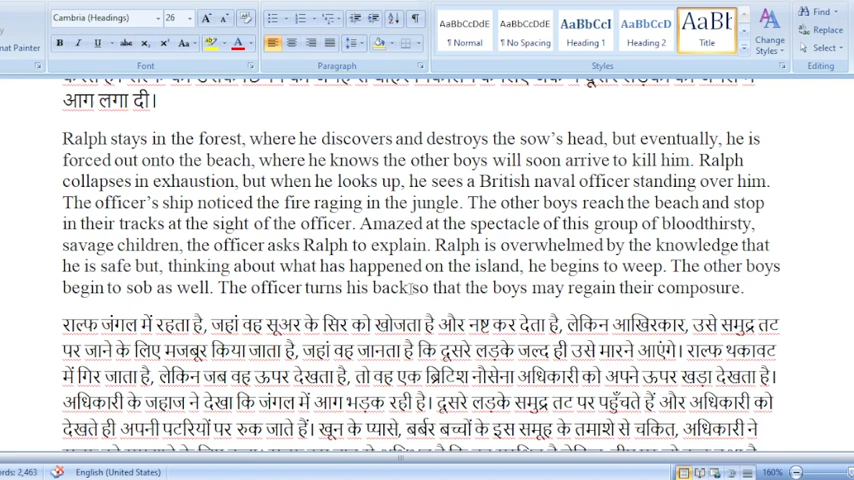 Cambria (Headings) 26
AaBbCcDdE AaBbCcDdE AaBbCcI AaBbCcD AaBb
¶ Normal ¶ No Spacing Heading 1 Heading 2 Title
Change
Styles
Find
Replace
Select
at Painter
Font Paragraph Styles Editing
आग लगा दी।
Ralph stays in the forest, where he discovers and destroys the sow’s head, but eventually, he is
forced out onto the beach, where he knows the other boys will soon arrive to kill him. Ralph
collapses in exhaustion, but when he looks up, he sees a British naval officer standing over him.
The officer’s ship noticed the fire raging in the jungle. The other boys reach the beach and stop
in their tracks at the sight of the officer. Amazed at the spectacle of this group of bloodthirsty,
savage children, the officer asks Ralph to explain. Ralph is overwhelmed by the knowledge that
he is safe but, thinking about what has happened on the island, he begins to weep. The other boys
begin to sob as well. The officer turns his back so that the boys may regain their composure.
राल्फ जंगल में रहता है, जहां वह सूअर के सिर को खोजता है और नष्ट कर देता है, लेकिन आखिरकार, उसे समुद्र तट
पर जाने के लिए मजबूर किया जाता है, जहां वह जानता है कि दूसरे लड़के जल्द ही उसे मारने आएंगे। राल्फ थकावट
में गिर जाता है, लेकिन जब वह ऊपर देखता है, तो वह एक ब्रिटिश नौसेना अधिकारी को अपने ऊपर खड़ा देखता है।
अधिकारी के जहाज ने देखा कि जंगल में आग भड़क रही है। दूसरे लड़के समुद्र तट पर पहुँचते हैं और अधिकारी को
देखते ही अपनी पटरियों पर रुक जाते हैं। खून के प्यासे, बर्बर बच्चों के इस समूह के तमाशे से चकित, अधिकारी ने
ords: 2,463 English (United States) 160%